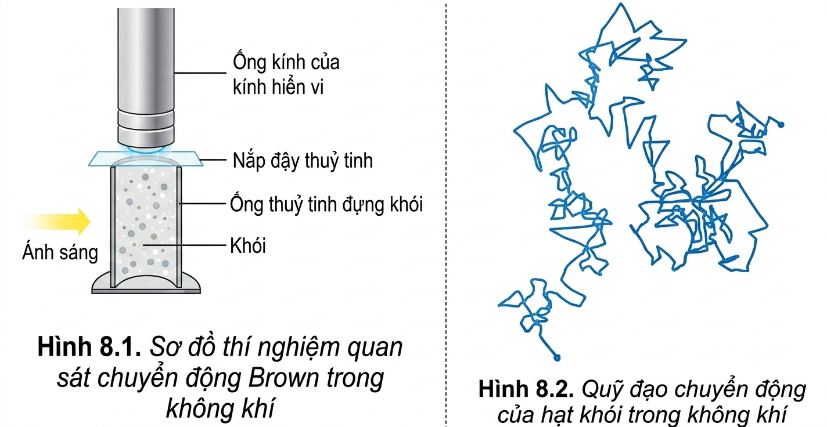 Ống kính của
kính hiển vi
Nắp đậy thuỷ tinh
Ống thuỷ tinh đựng khói
Ánh sáng
Khói
Hình 8.1. Sơ đồ thí nghiệm quan
sát chuyển động Brown trong
không khí
Hình 8.2. Quỹ đạo chuyển động
của hạt khói trong không khí